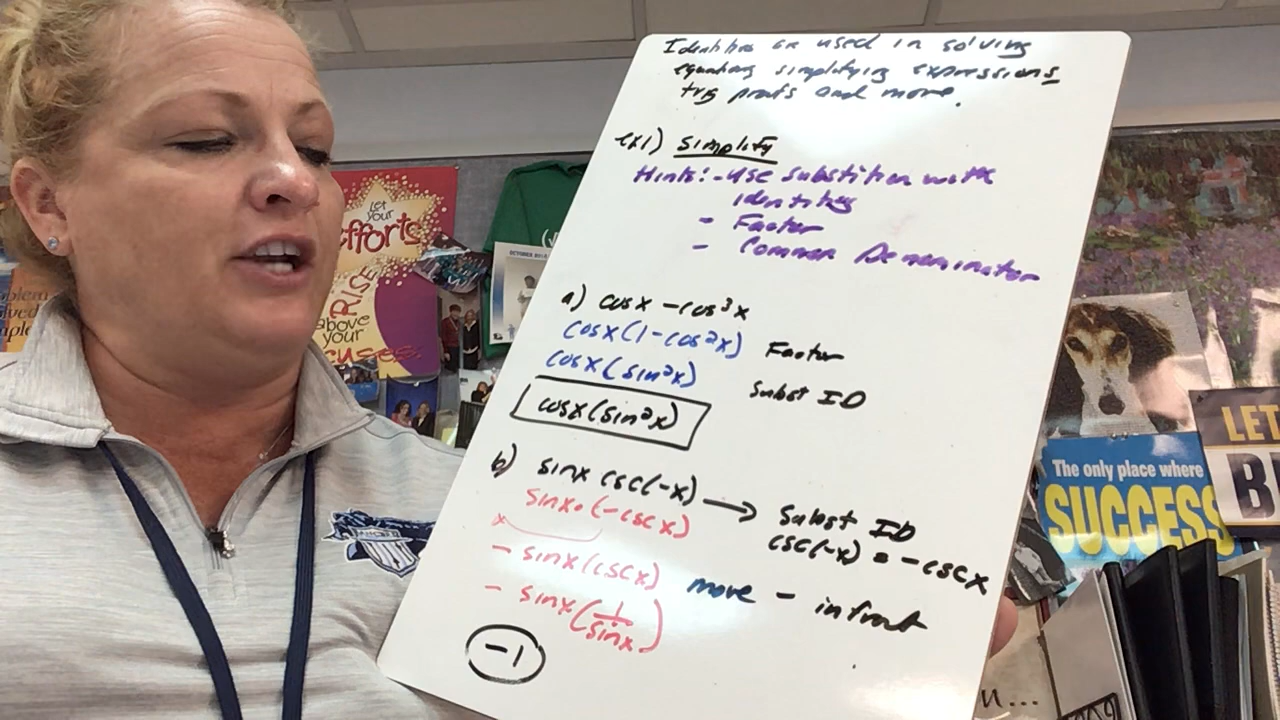 Identities are used in solving
equations simplifying expressions
trig proofs and more.
ex1) Simplify
Hints: - Use substition with
identities
- Factor
- Common Denominator
a) cosx - cos³x
cosx(1-cos²x) Factor
cosx(sin²x) Subst ID
cosx(sin²x)
b) sinx csc(-x) → Subst ID
csc(-x) = -cscx
sinx•(-cscx)
- sinx(cscx) move - in front
- sinx(1/sinx)
-1
Let
your
efforts
RISE
above
your
OCTOBER
The only place where
SUCCESS
LET
B